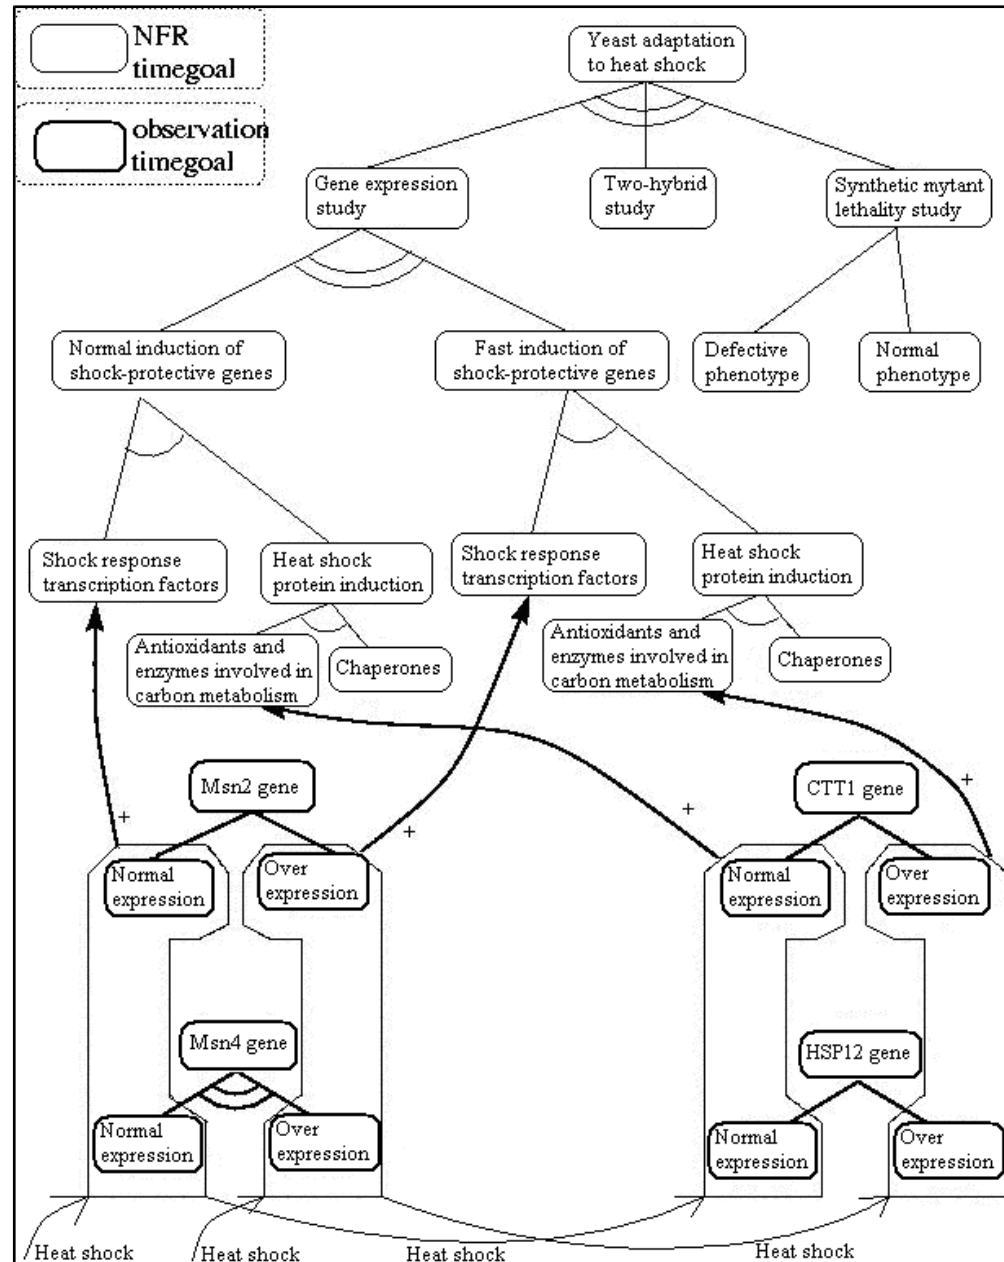 NFR
timegoal
observation
timegoal
Yeast adaptation
to heat shock
Gene expression
study
Two-hybrid
study
Synthetic mytant
lethality study
Normal induction of
shock-protective genes
Fast induction of
shock-protective genes
Defective
phenotype
Normal
phenotype
Shock response
transcription factors
Heat shock
protein induction
Shock response
transcription factors
Heat shock
protein induction
Antioxidants and
enzymes involved in
carbon metabolism
Chaperones
Antioxidants and
enzymes involved in
carbon metabolism
Chaperones
Msn2 gene
CTT1 gene
+
+
+
+
Normal
expression
Over
expression
Normal
expression
Over
expression
Msn4 gene
HSP12 gene
Normal
expression
Over
expression
Normal
expression
Over
expression
Heat shock
Heat shock
Heat shock
Heat shock